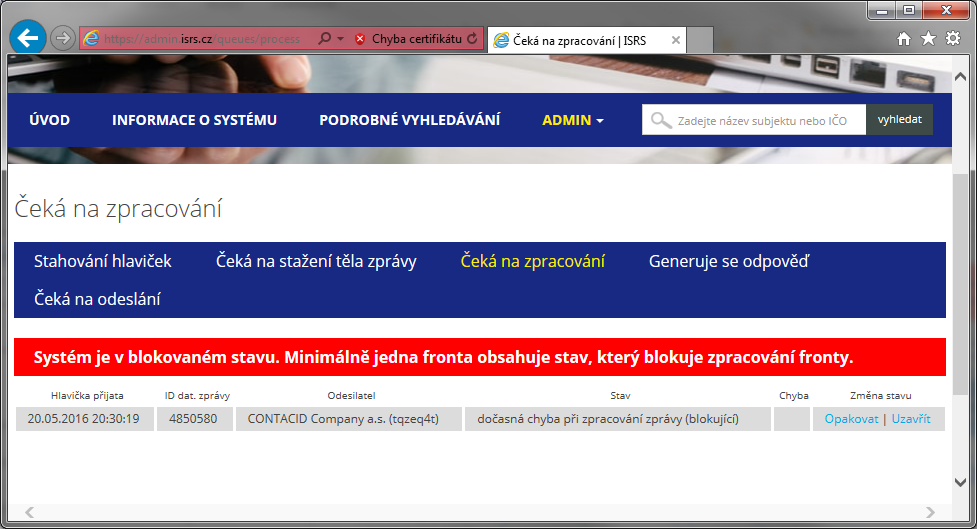 https://admin.isrs.cz/queues/process
Chyba certifikátu
Čeká na zpracování | ISRS
ÚVOD
INFORMACE O SYSTÉMU
PODROBNÉ VYHLEDÁVÁNÍ
ADMIN
Zadejte název subjektu nebo IČO
vyhledat
Čeká na zpracování
Stahování hlaviček
Čeká na stažení těla zprávy
Čeká na zpracování
Generuje se odpověď
Čeká na odeslání
Systém je v blokovaném stavu. Minimálně jedna fronta obsahuje stav, který blokuje zpracování fronty.
Hlavička přijata ID dat. zprávy Odesilatel Stav Chyba Změna stavu
20.05.2016 20:30:19 4850580 CONTACID Company a.s. (tqzeq4t) dočasná chyba při zpracování zprávy (blokující) Opakovat | Uzavřít